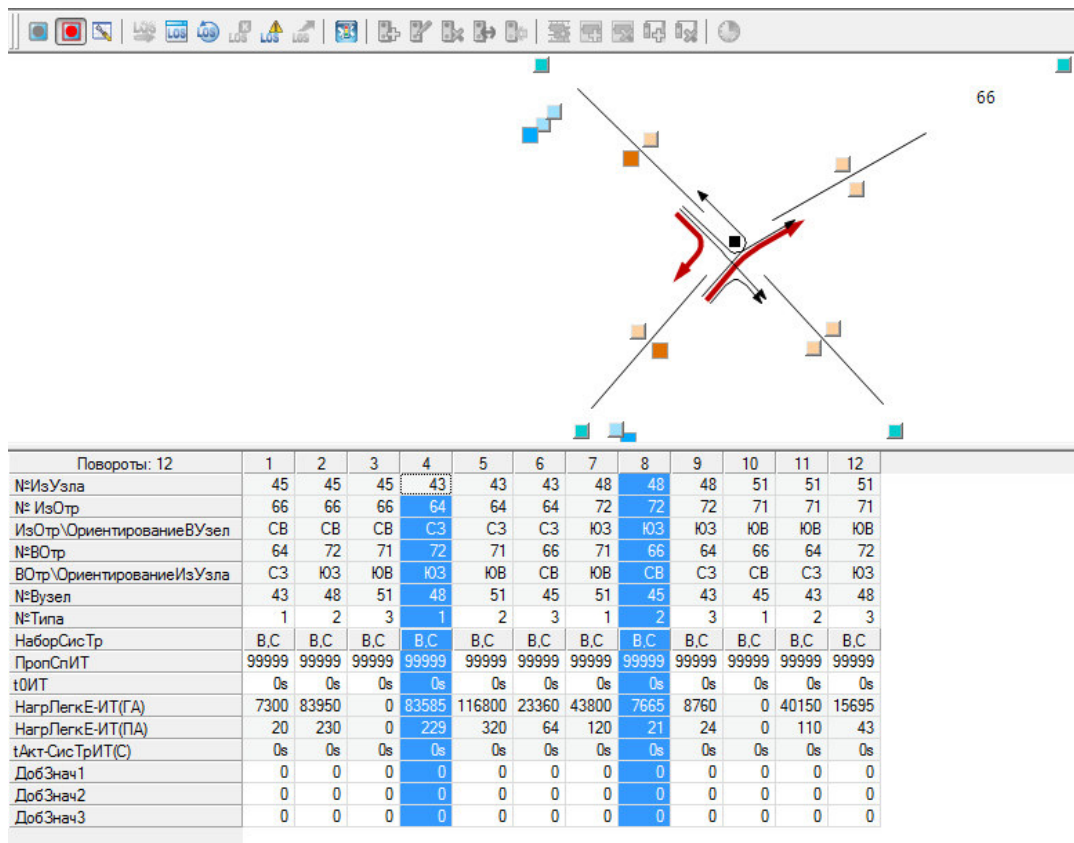 LOS LOS LOS LOS LOS LOS
66
Повороты: 12 1 2 3 4 5 6 7 8 9 10 11 12
№ИзУзла 45 45 45 43 43 43 48 48 48 51 51 51
№ ИзОтр 66 66 66 64 64 64 72 72 72 71 71 71
ИзОтр\ОриентированиеВУзел СВ СВ СВ СЗ СЗ СЗ ЮЗ ЮЗ ЮЗ ЮВ ЮВ ЮВ
№ВОтр 64 72 71 72 71 66 71 66 64 66 64 72
ВОтр\ОриентированиеИзУзла СЗ ЮЗ ЮВ ЮЗ ЮВ СВ ЮВ СВ СЗ СВ СЗ ЮЗ
№Вузел 43 48 51 48 51 45 51 45 43 45 43 48
№Типа 1 2 3 1 2 3 1 2 3 1 2 3
НаборСисТр B,C B,C B,C B,C B,C B,C B,C B,C B,C B,C B,C B,C
ПропСпИТ 99999 99999 99999 99999 99999 99999 99999 99999 99999 99999 99999 99999
t0ИТ 0s 0s 0s 0s 0s 0s 0s 0s 0s 0s 0s 0s
НагрЛегкЕ-ИТ(ГА) 7300 83950 0 83585 116800 23360 43800 7665 8760 0 40150 15695
НагрЛегкЕ-ИТ(ПА) 20 230 0 229 320 64 120 21 24 0 110 43
tАкт-СисТрИТ(С) 0s 0s 0s 0s 0s 0s 0s 0s 0s 0s 0s 0s
ДобЗнач1 0 0 0 0 0 0 0 0 0 0 0 0
ДобЗнач2 0 0 0 0 0 0 0 0 0 0 0 0
ДобЗнач3 0 0 0 0 0 0 0 0 0 0 0 0